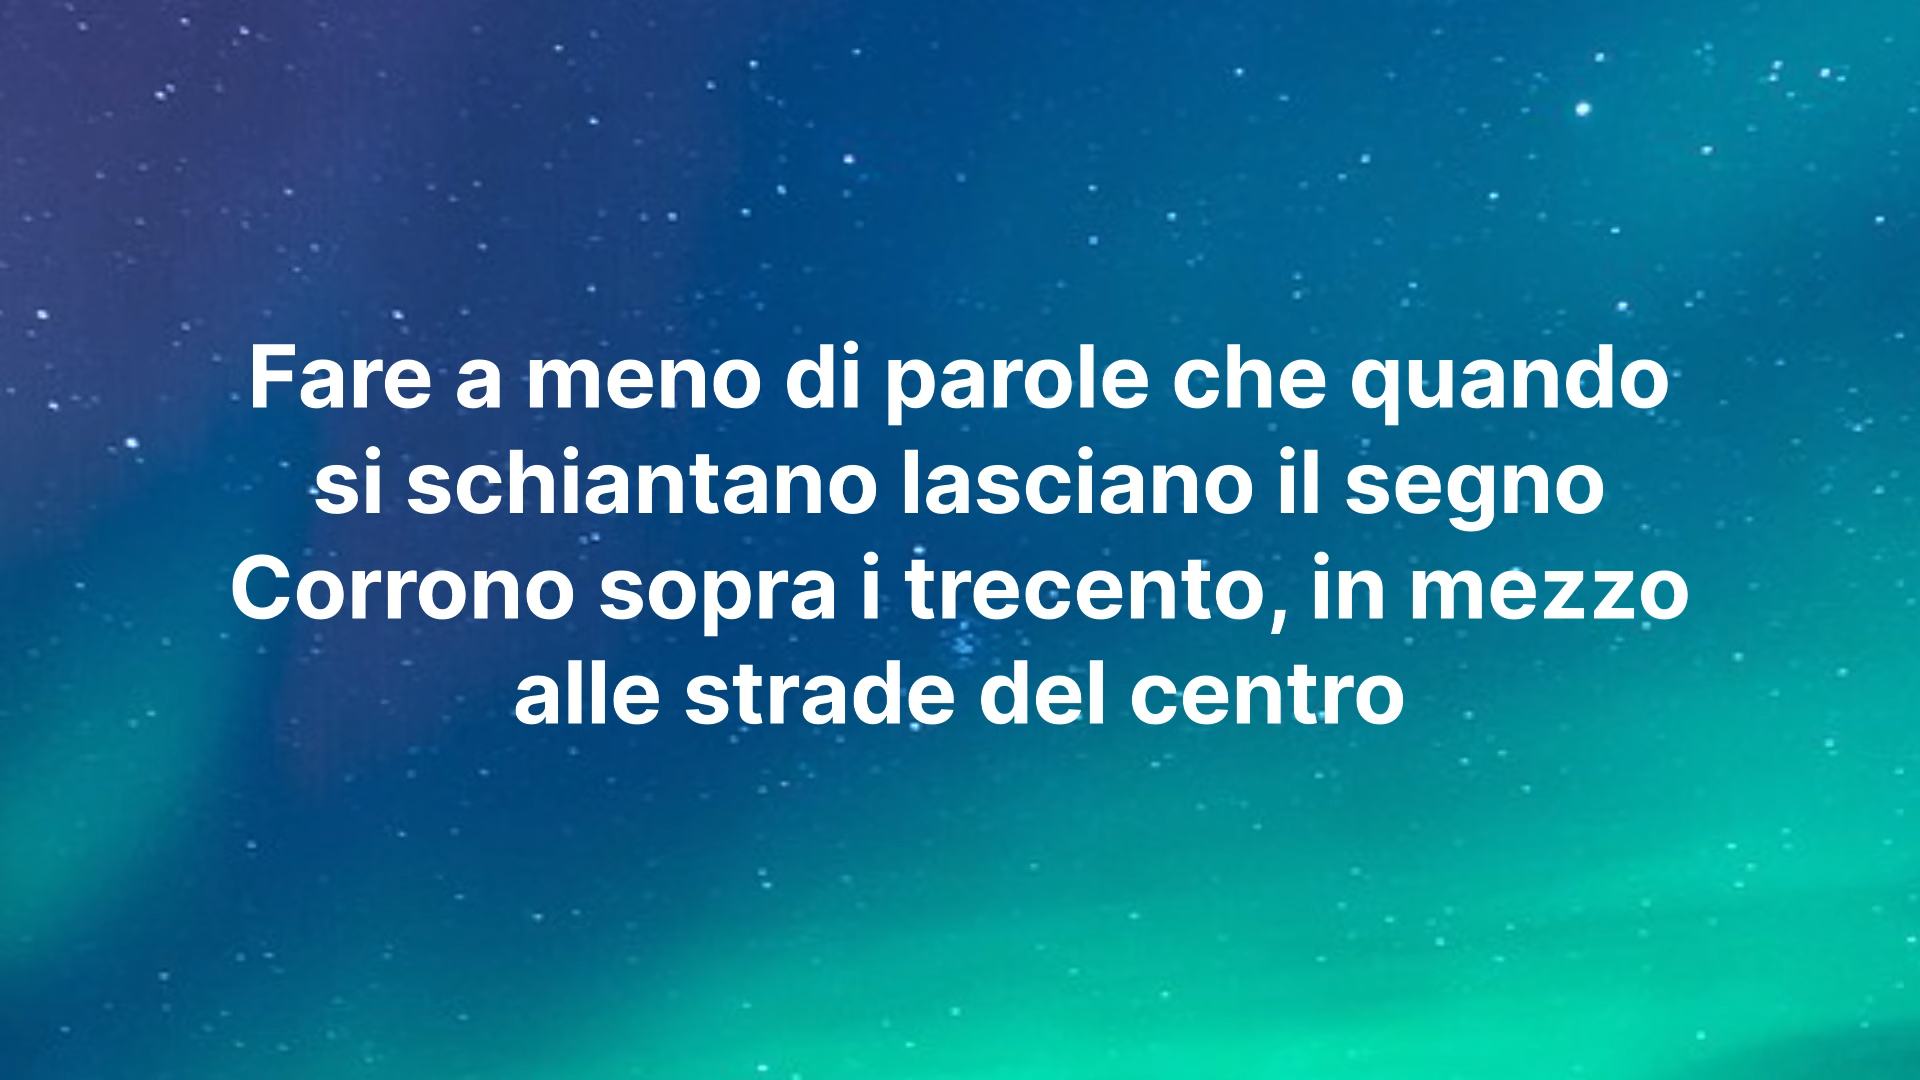 Fare a meno di parole che quando
si schiantano lasciano il segno
Corrono sopra i trecento, in mezzo
alle strade del centro